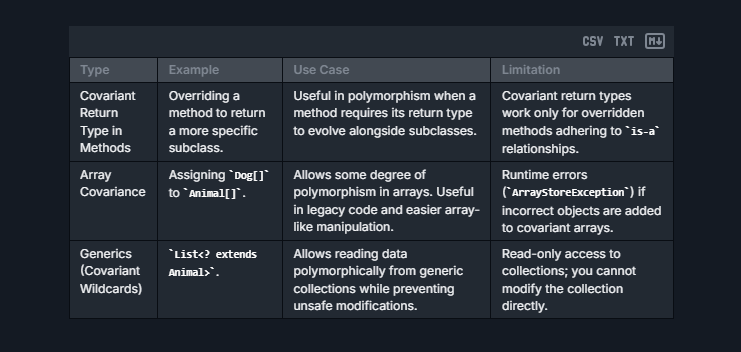 CSV TXT M↓
Type Example Use Case Limitation
Covariant
Return
Type in
Methods
Overriding a
method to return
a more specific
subclass.
Useful in polymorphism when a
method requires its return type
to evolve alongside subclasses.
Covariant return types
work only for overridden
methods adhering to `is-a`
relationships.
Array
Covariance
Assigning `Dog[]`
to `Animal[]`.
Allows some degree of
polymorphism in arrays. Useful
in legacy code and easier array-
like manipulation.
Runtime errors
(`ArrayStoreException`) if
incorrect objects are added
to covariant arrays.
Generics
(Covariant
Wildcards)
`List<? extends
Animal>`.
Allows reading data
polymorphically from generic
collections while preventing
unsafe modifications.
Read-only access to
collections; you cannot
modify the collection
directly.